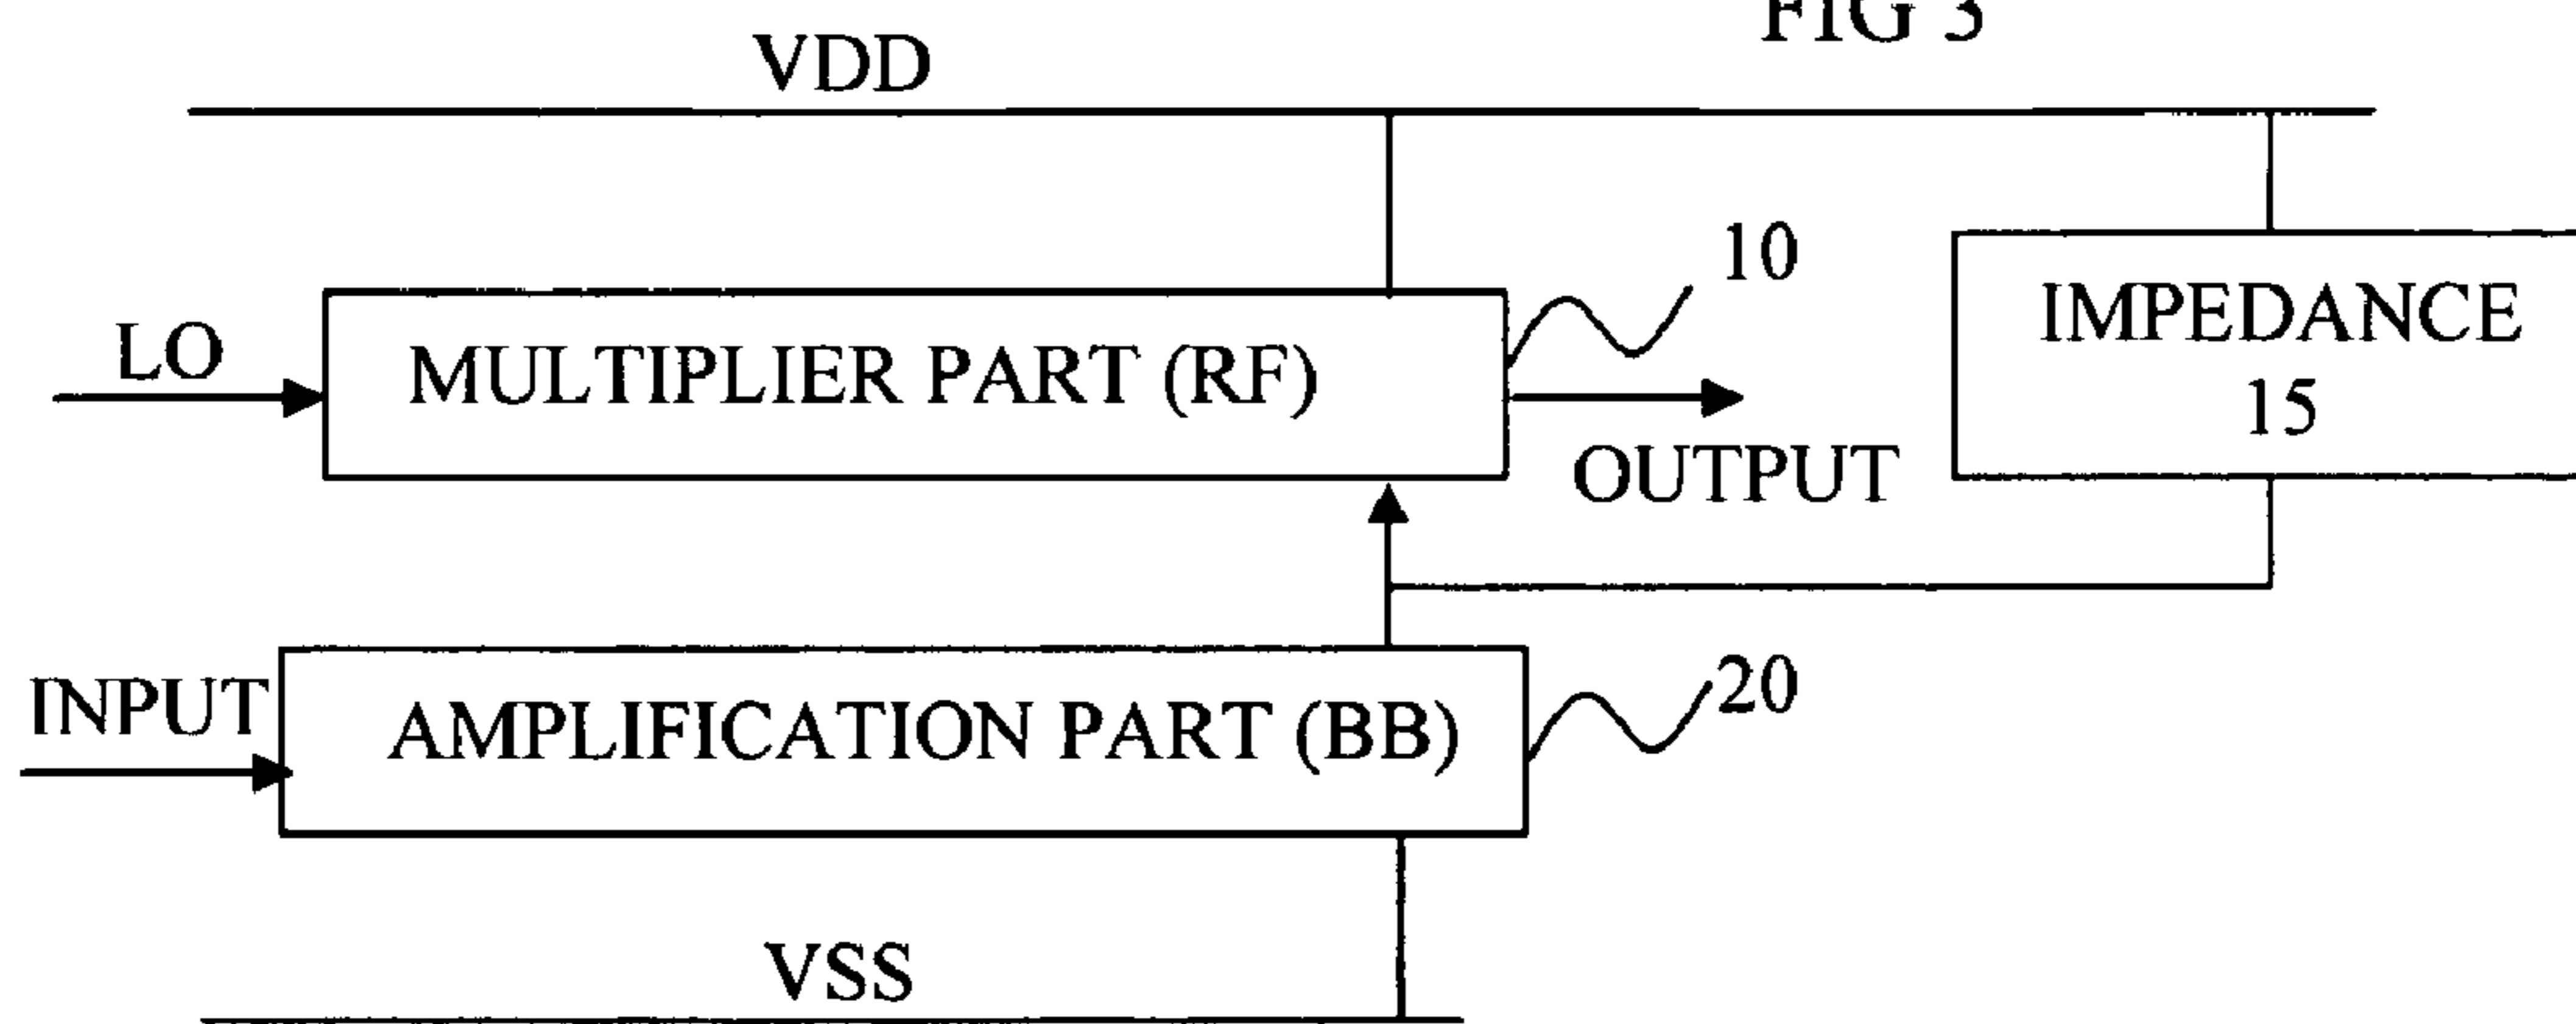 FIG 3
VDD
10
LO
MULTIPLIER PART (RF)
IMPEDANCE
15
OUTPUT
INPUT
AMPLIFICATION PART (BB)
20
VSS